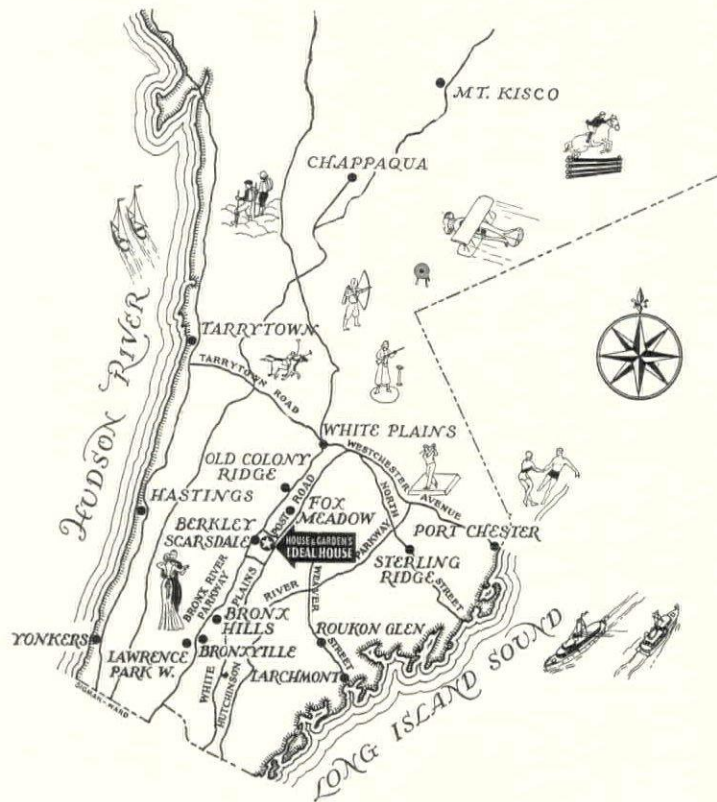 MT. KISCO
CHAPPAQUA
HUDSON RIVER
TARRYTOWN
TARRYTOWN ROAD
WHITE PLAINS
WESTCHESTER AVENUE
OLD COLONY
RIDGE
POST ROAD
NORTH STREET
HASTINGS
FOX
MEADOW
BERKLEY
SCARSDALE
HOUSE & GARDEN'S
IDEAL HOUSE
PORT CHESTER
STERLING
RIDGE
BRONX RIVER
PARKWAY
WHITE PLAINS
HUTCHINSON RIVER PARKWAY
WEAVER STREET
BRONX
HILLS
YONKERS
LAWRENCE
PARK W.
BRONXVILLE
ROUKON GLEN
LARCHMONT
SIGMAN-WARD
LONG ISLAND SOUND